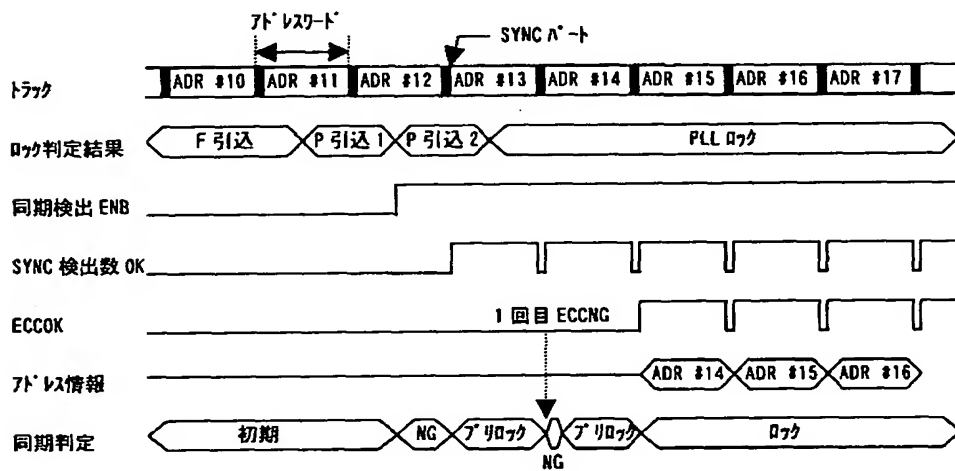 アドレスワード
SYNC パート
トラック ADR #10 ADR #11 ADR #12 ADR #13 ADR #14 ADR #15 ADR #16 ADR #17
ロック判定結果 F 引込 P 引込 1 P 引込 2 PLL ロック
同期検出 ENB
SYNC 検出数 OK
ECCOK 1 回目 ECCNG
アドレス情報 ADR #14 ADR #15 ADR #16
同期判定 初期 NG プリロック プリロック ロック
NG